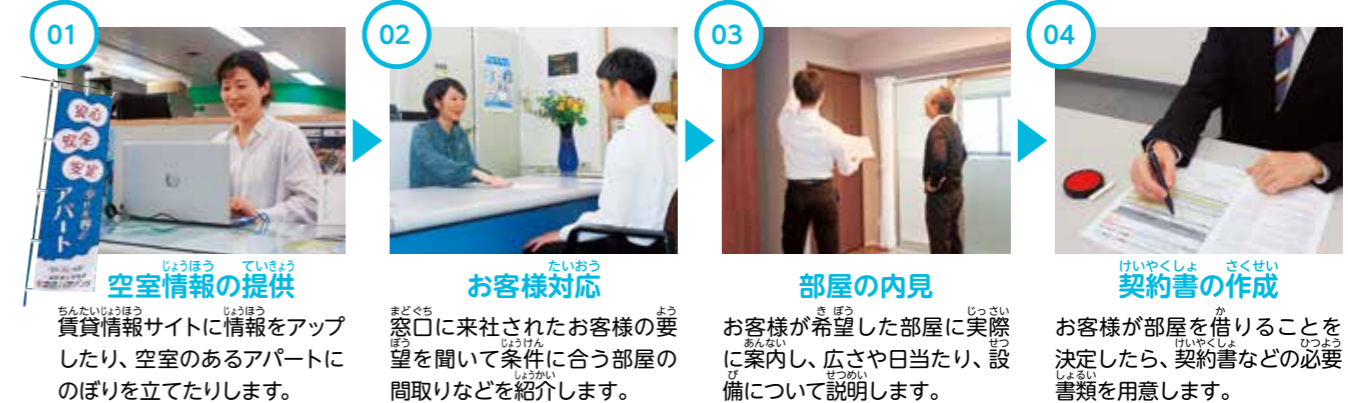 01
安心
安全
安定
アパート
空室情報の提供
じょうほう ていきょう
賃貸情報サイトに情報をアップ
ちんたいじょうほう じょうほう
したり、空室のあるアパートに
のぼりを立てたりします。
02
お客様対応
たいおう
窓口に来社されたお客様の要
まどぐち よう
望を聞いて条件に合う部屋の
ぼう じょうけん
間取りなどを紹介します。
しょうかい
03
部屋の内見
お客様が希望した部屋に実際
きぼう じっさい
に案内し、広さや日当たり、設
あんない せつ
備について説明します。
び せつめい
04
契約書の作成
けいやくしょ さくせい
お客様が部屋を借りることを
か
決定したら、契約書などの必要
けいやくしょ ひつよう
書類を用意します。
しょるい